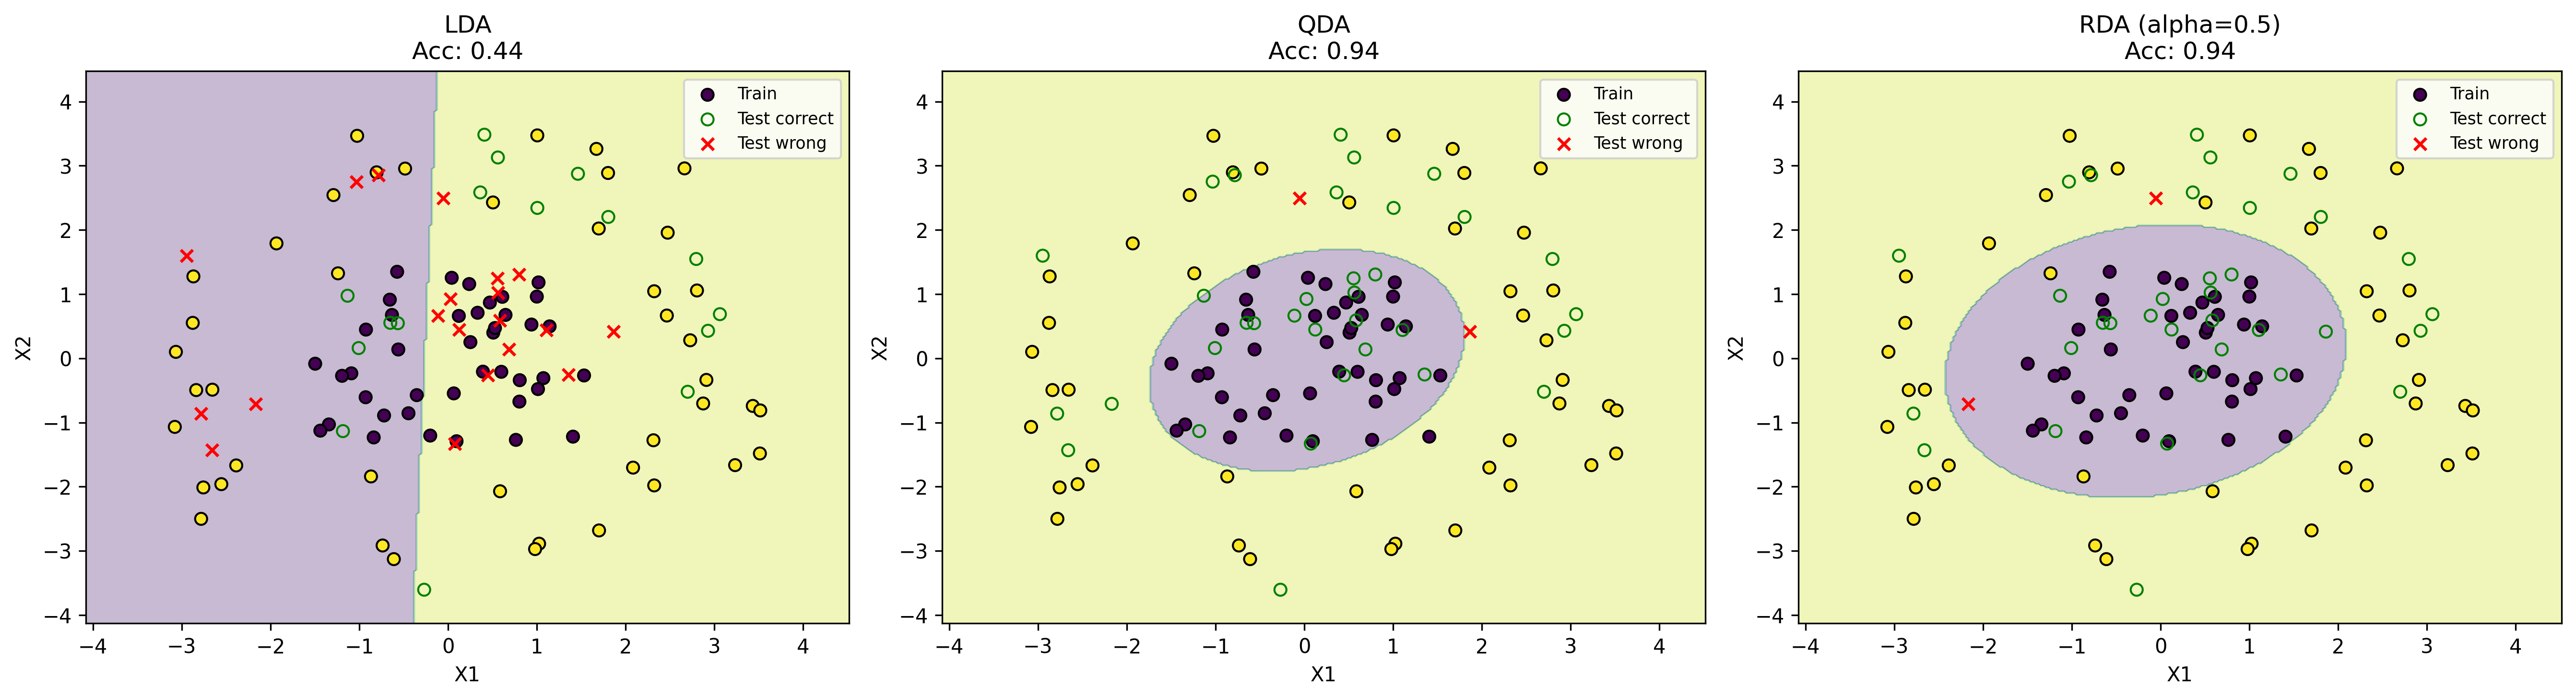 LDA
Acc: 0.44
Train
Test correct
Test wrong
4
3
2
1
0
−1
−2
−3
−4
X2
−4 −3 −2 −1 0 1 2 3 4
X1
QDA
Acc: 0.94
Train
Test correct
Test wrong
4
3
2
1
0
−1
−2
−3
−4
X2
−4 −3 −2 −1 0 1 2 3 4
X1
RDA (alpha=0.5)
Acc: 0.94
Train
Test correct
Test wrong
4
3
2
1
0
−1
−2
−3
−4
X2
−4 −3 −2 −1 0 1 2 3 4
X1